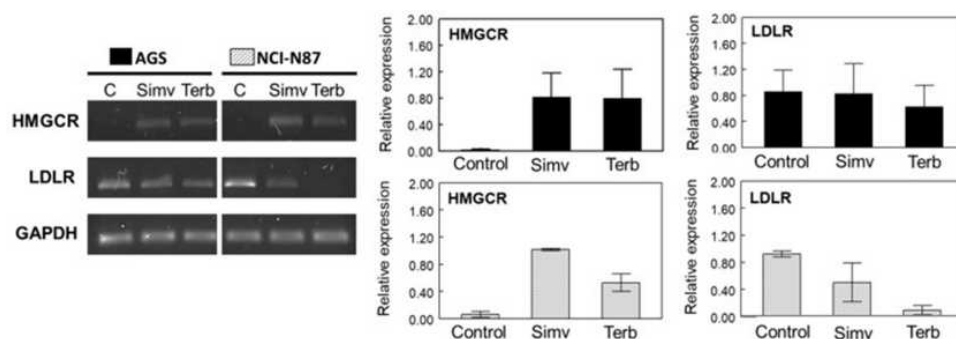 AGS NCI-N87
C Simv Terb C Simv Terb
HMGCR
LDLR
GAPDH
HMGCR
Relative expression
2.00
1.60
1.20
0.80
0.40
0.00
Control Simv Terb
LDLR
Relative expression
2.00
1.60
1.20
0.80
0.40
0.00
Control Simv Terb
HMGCR
Relative expression
2.00
1.60
1.20
0.80
0.40
0.00
Control Simv Terb
LDLR
Relative expression
2.00
1.60
1.20
0.80
0.40
0.00
Control Simv Terb